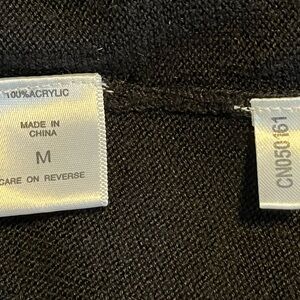 100%ACRYLIC
MADE IN
CHINA
M
CARE ON REVERSE
CN050161